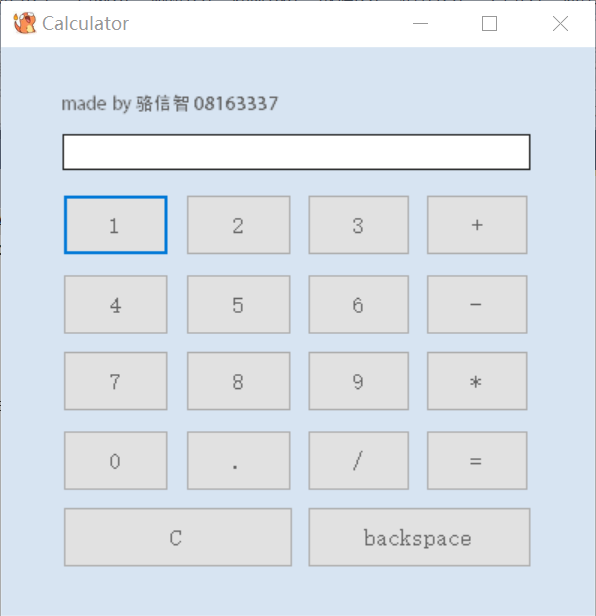 Calculator
made by 骆信智 08163337
1 2 3 +
4 5 6 -
7 8 9 *
0 . / =
C backspace